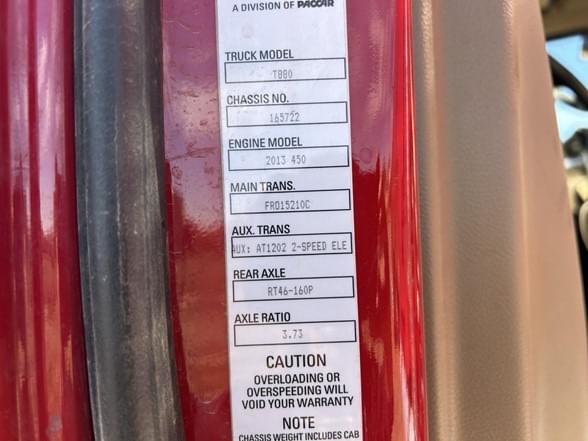 A DIVISION OF PACCAR
TRUCK MODEL
T880
CHASSIS NO.
165722
ENGINE MODEL
2013 450
MAIN TRANS.
FRO15210C
AUX. TRANS
AUX: AT1202 2-SPEED ELE
REAR AXLE
RT46-160P
AXLE RATIO
3.73
CAUTION
OVERLOADING OR
OVERSPEEDING WILL
VOID YOUR WARRANTY
NOTE
CHASSIS WEIGHT INCLUDES CAB